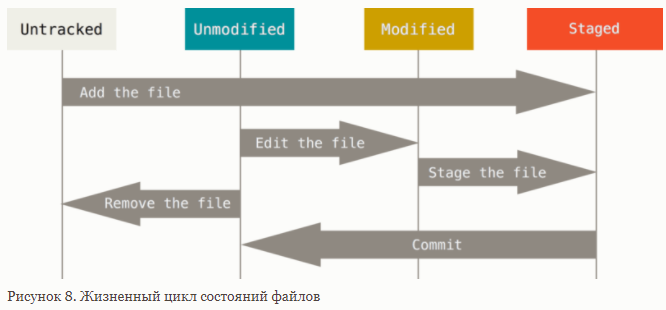 Untracked
Unmodified
Modified
Staged
Add the file
Edit the file
Stage the file
Remove the file
Commit
Рисунок 8. Жизненный цикл состояний файлов